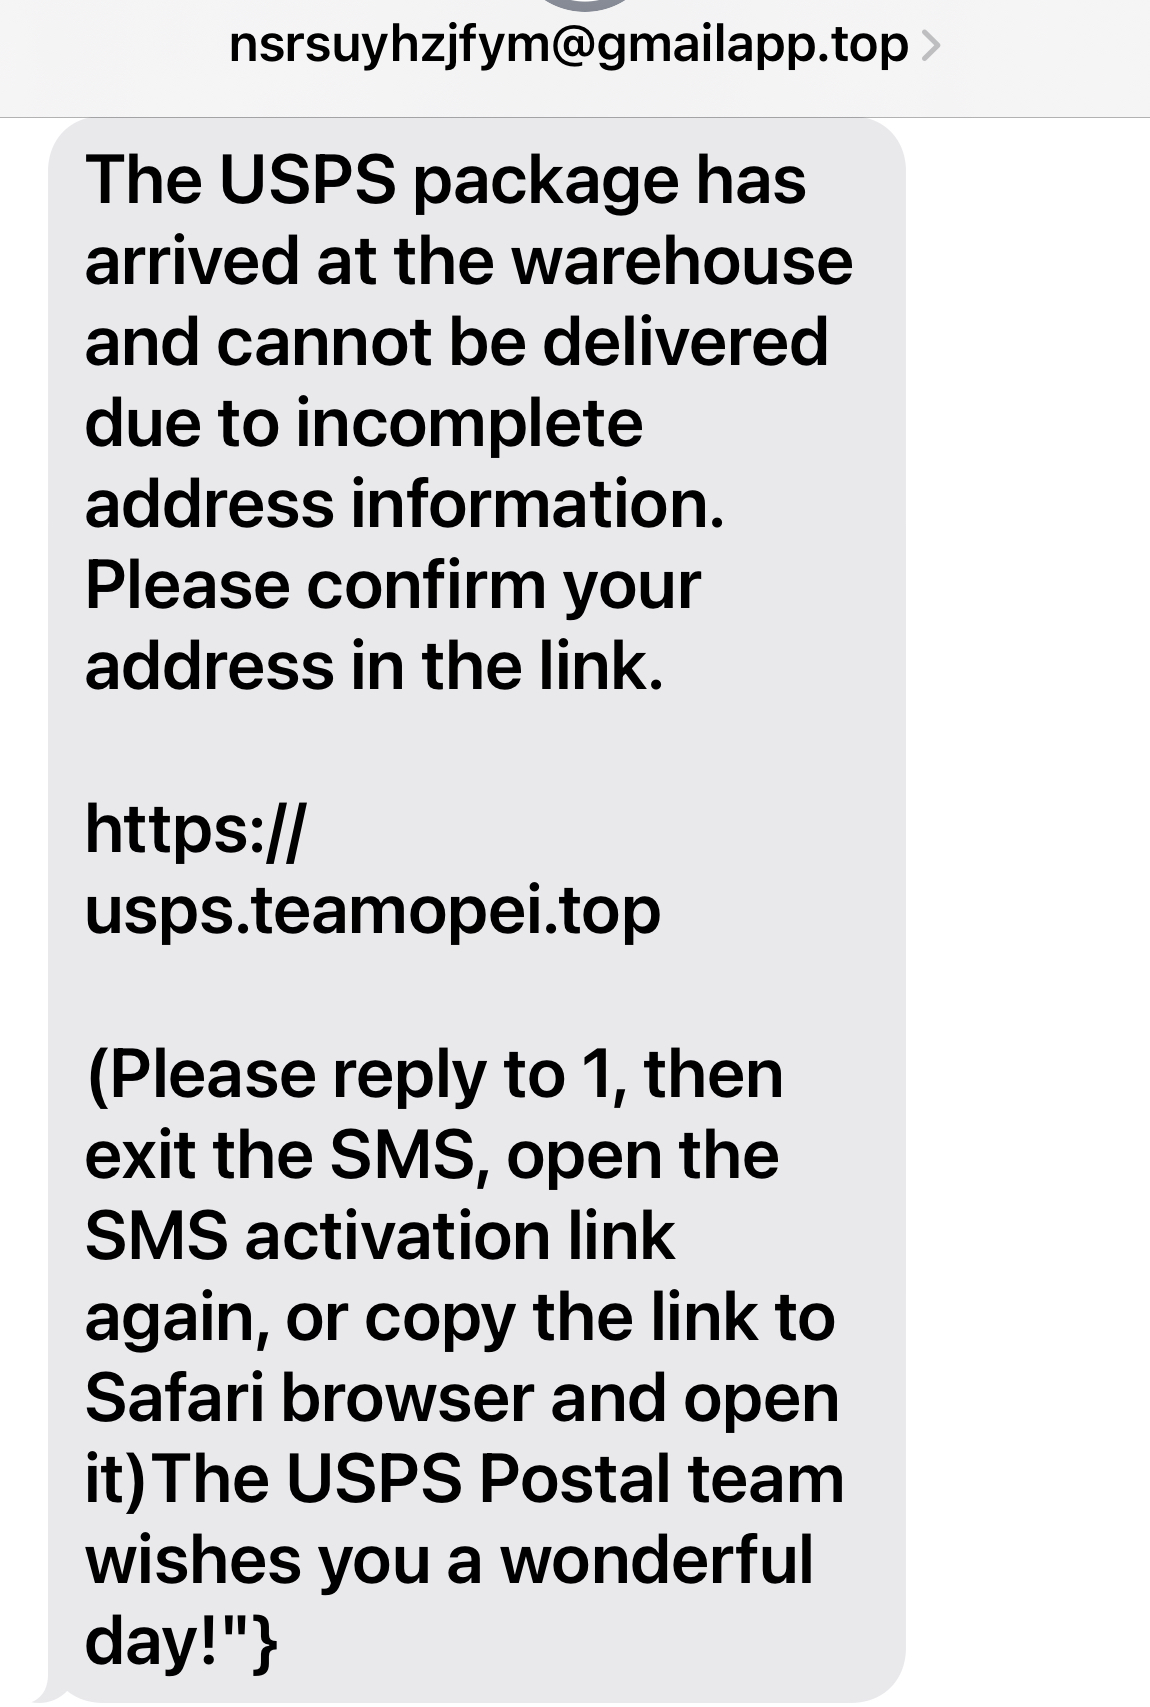 nsrsuyhzjfym@gmailapp.top
The USPS package has
arrived at the warehouse
and cannot be delivered
due to incomplete
address information.
Please confirm your
address in the link.
https://
usps.teamopei.top
(Please reply to 1, then
exit the SMS, open the
SMS activation link
again, or copy the link to
Safari browser and open
it)The USPS Postal team
wishes you a wonderful
day!"}